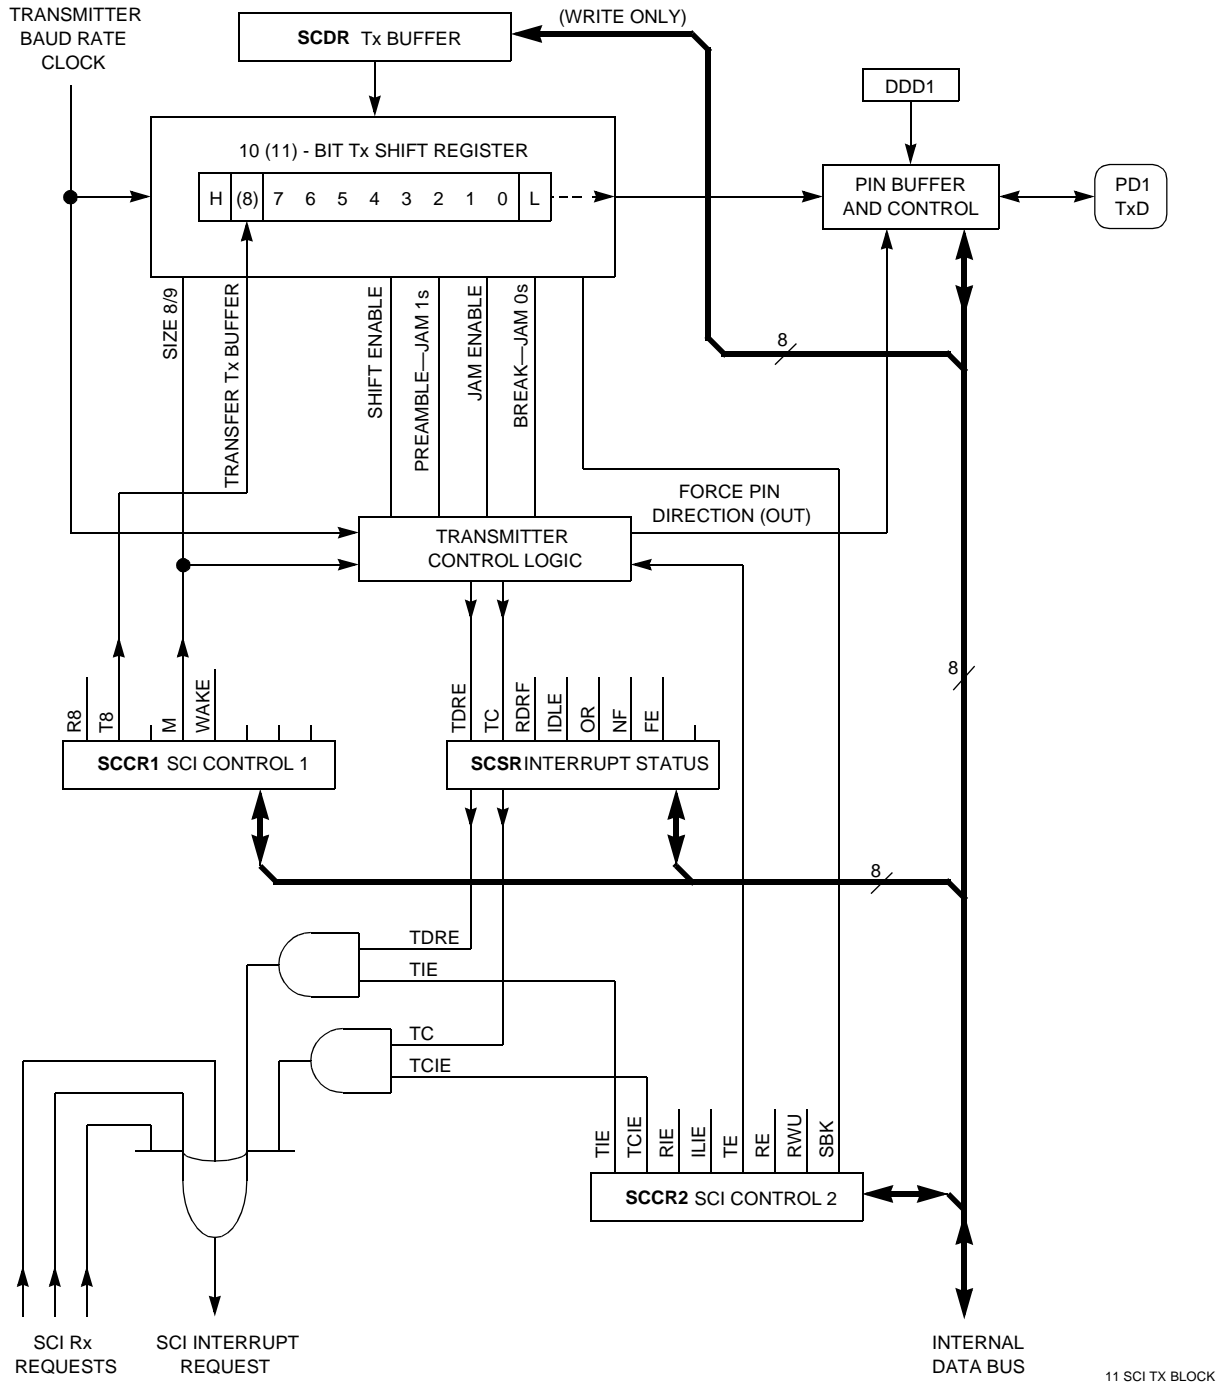 TRANSMITTER
BAUD RATE
CLOCK
SCDR Tx BUFFER
(WRITE ONLY)
DDD1
10 (11) - BIT Tx SHIFT REGISTER
H (8) 7 6 5 4 3 2 1 0 L
PIN BUFFER
AND CONTROL
PD1
TxD
SIZE 8/9
TRANSFER Tx BUFFER
SHIFT ENABLE
PREAMBLE—JAM 1s
JAM ENABLE
BREAK—JAM 0s
8
FORCE PIN
DIRECTION (OUT)
TRANSMITTER
CONTROL LOGIC
8
R8
T8
M
WAKE
TDRE
TC
RDRF
IDLE
OR
NF
FE
SCCR1 SCI CONTROL 1
SCSR INTERRUPT STATUS
8
TDRE
TIE
TC
TCIE
TIE
TCIE
RIE
ILIE
TE
RE
RWU
SBK
SCCR2 SCI CONTROL 2
SCI Rx
REQUESTS
SCI INTERRUPT
REQUEST
INTERNAL
DATA BUS
11 SCI TX BLOCK